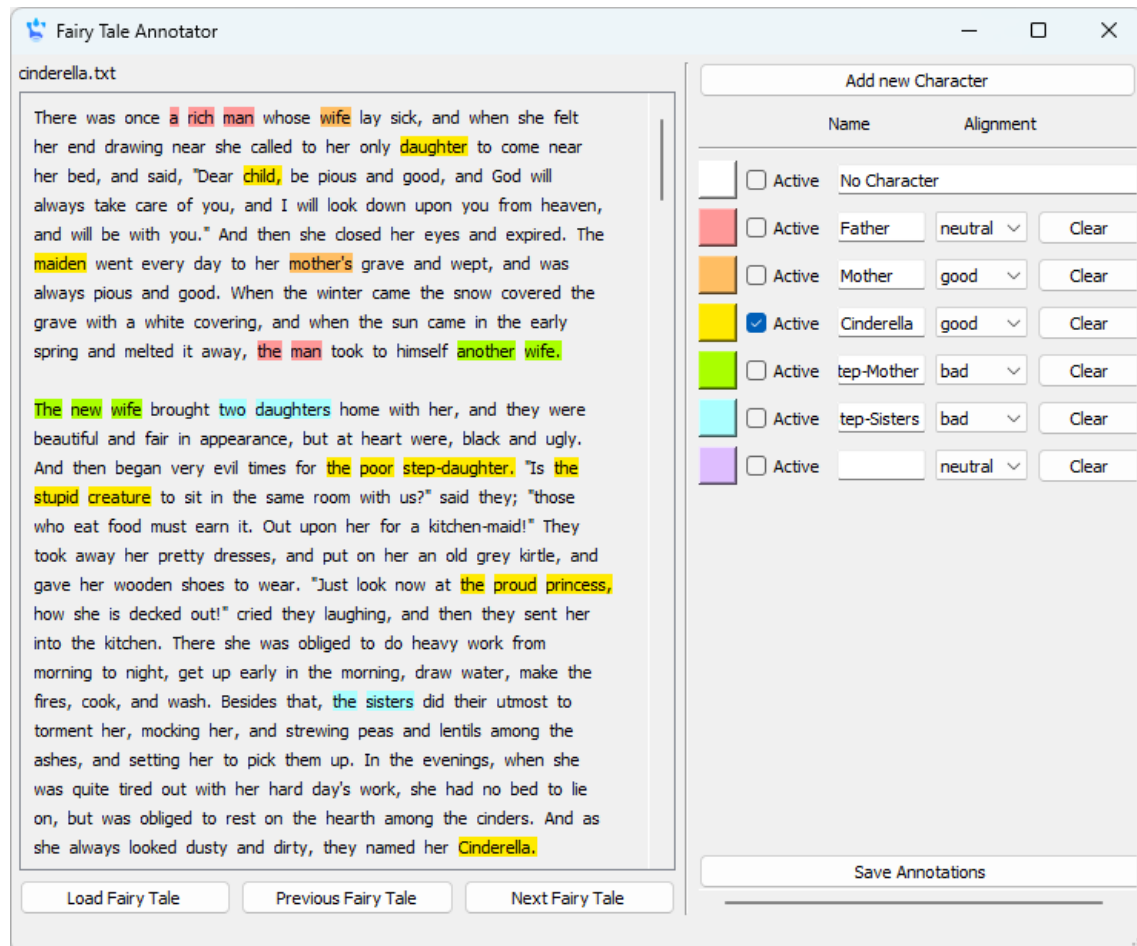 Fairy Tale Annotator
cinderella.txt
There was once a rich man whose wife lay sick, and when she felt
her end drawing near she called to her only daughter to come near
her bed, and said, "Dear child, be pious and good, and God will
always take care of you, and I will look down upon you from heaven,
and will be with you." And then she closed her eyes and expired. The
maiden went every day to her mother's grave and wept, and was
always pious and good. When the winter came the snow covered the
grave with a white covering, and when the sun came in the early
spring and melted it away, the man took to himself another wife.
The new wife brought two daughters home with her, and they were
beautiful and fair in appearance, but at heart were, black and ugly.
And then began very evil times for the poor step-daughter. "Is the
stupid creature to sit in the same room with us?" said they; "those
who eat food must earn it. Out upon her for a kitchen-maid!" They
took away her pretty dresses, and put on her an old grey kirtle, and
gave her wooden shoes to wear. "Just look now at the proud princess,
how she is decked out!" cried they laughing, and then they sent her
into the kitchen. There she was obliged to do heavy work from
morning to night, get up early in the morning, draw water, make the
fires, cook, and wash. Besides that, the sisters did their utmost to
torment her, mocking her, and strewing peas and lentils among the
ashes, and setting her to pick them up. In the evenings, when she
was quite tired out with her hard day's work, she had no bed to lie
on, but was obliged to rest on the hearth among the cinders. And as
she always looked dusty and dirty, they named her Cinderella.
Load Fairy Tale Previous Fairy Tale Next Fairy Tale
Add new Character
Name Alignment
Active No Character
Active Father neutral Clear
Active Mother good Clear
Active Cinderella good Clear
Active tep-Mother bad Clear
Active tep-Sisters bad Clear
Active neutral Clear
Save Annotations